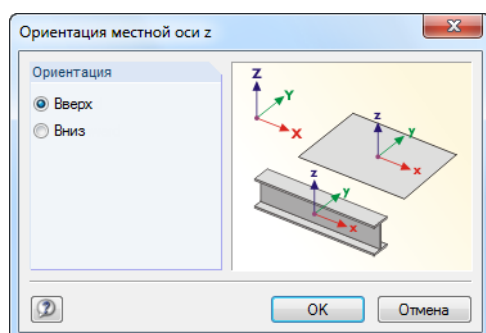 Ориентация местной оси z
Ориентация
Вверх
Вниз
Z
Y
X
z
y
x
z
y
x
OK
Отмена